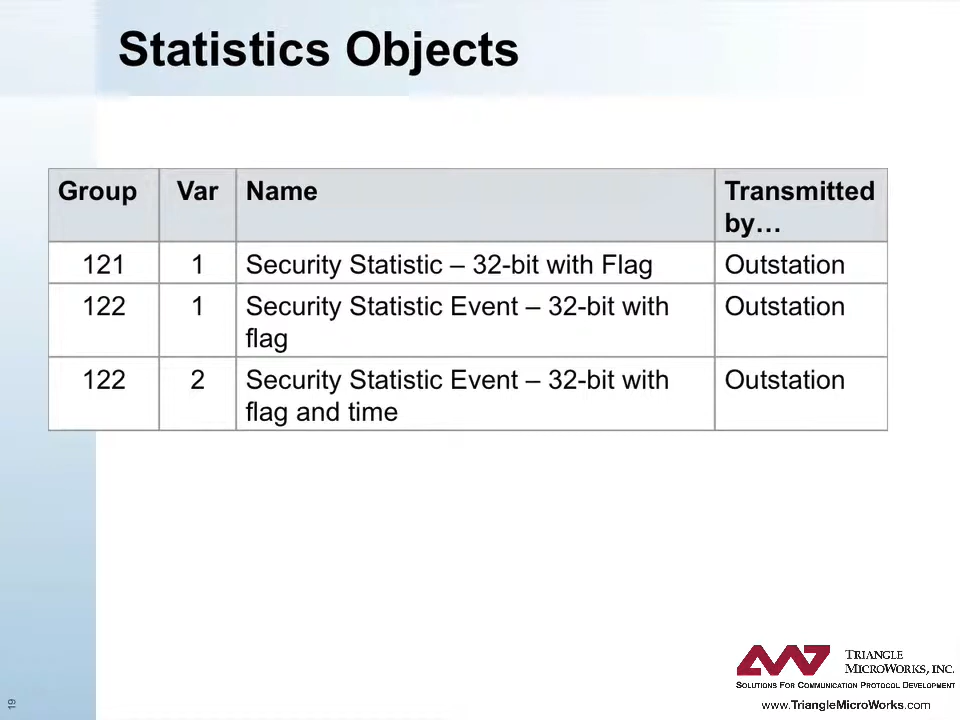 Statistics Objects
Group Var Name Transmitted
by…
121 1 Security Statistic – 32-bit with Flag Outstation
122 1 Security Statistic Event – 32-bit with Outstation
flag
122 2 Security Statistic Event – 32-bit with Outstation
flag and time
TRIANGLE
MICROWORKS, INC.
SOLUTIONS FOR COMMUNICATION PROTOCOL DEVELOPMENT
www.TriangleMicroWorks.com
19